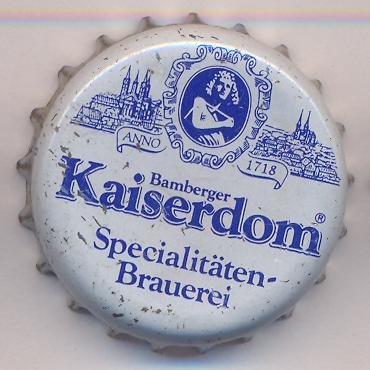 ANNO 1718
Bamberger
Kaiserdom®
Specialitäten-
Brauerei